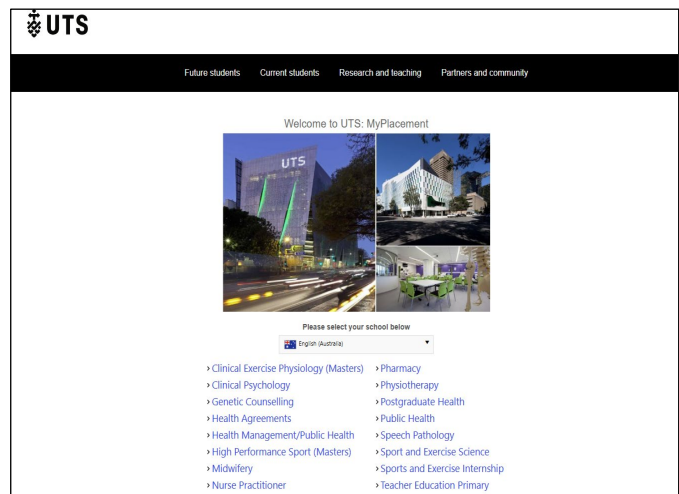 UTS
Future students Current students Research and teaching Partners and community
Welcome to UTS: MyPlacement
UTS
Please select your school below
English (Australia)
› Clinical Exercise Physiology (Masters)
› Clinical Psychology
› Genetic Counselling
› Health Agreements
› Health Management/Public Health
› High Performance Sport (Masters)
› Midwifery
› Nurse Practitioner
› Pharmacy
› Physiotherapy
› Postgraduate Health
› Public Health
› Speech Pathology
› Sport and Exercise Science
› Sports and Exercise Internship
› Teacher Education Primary